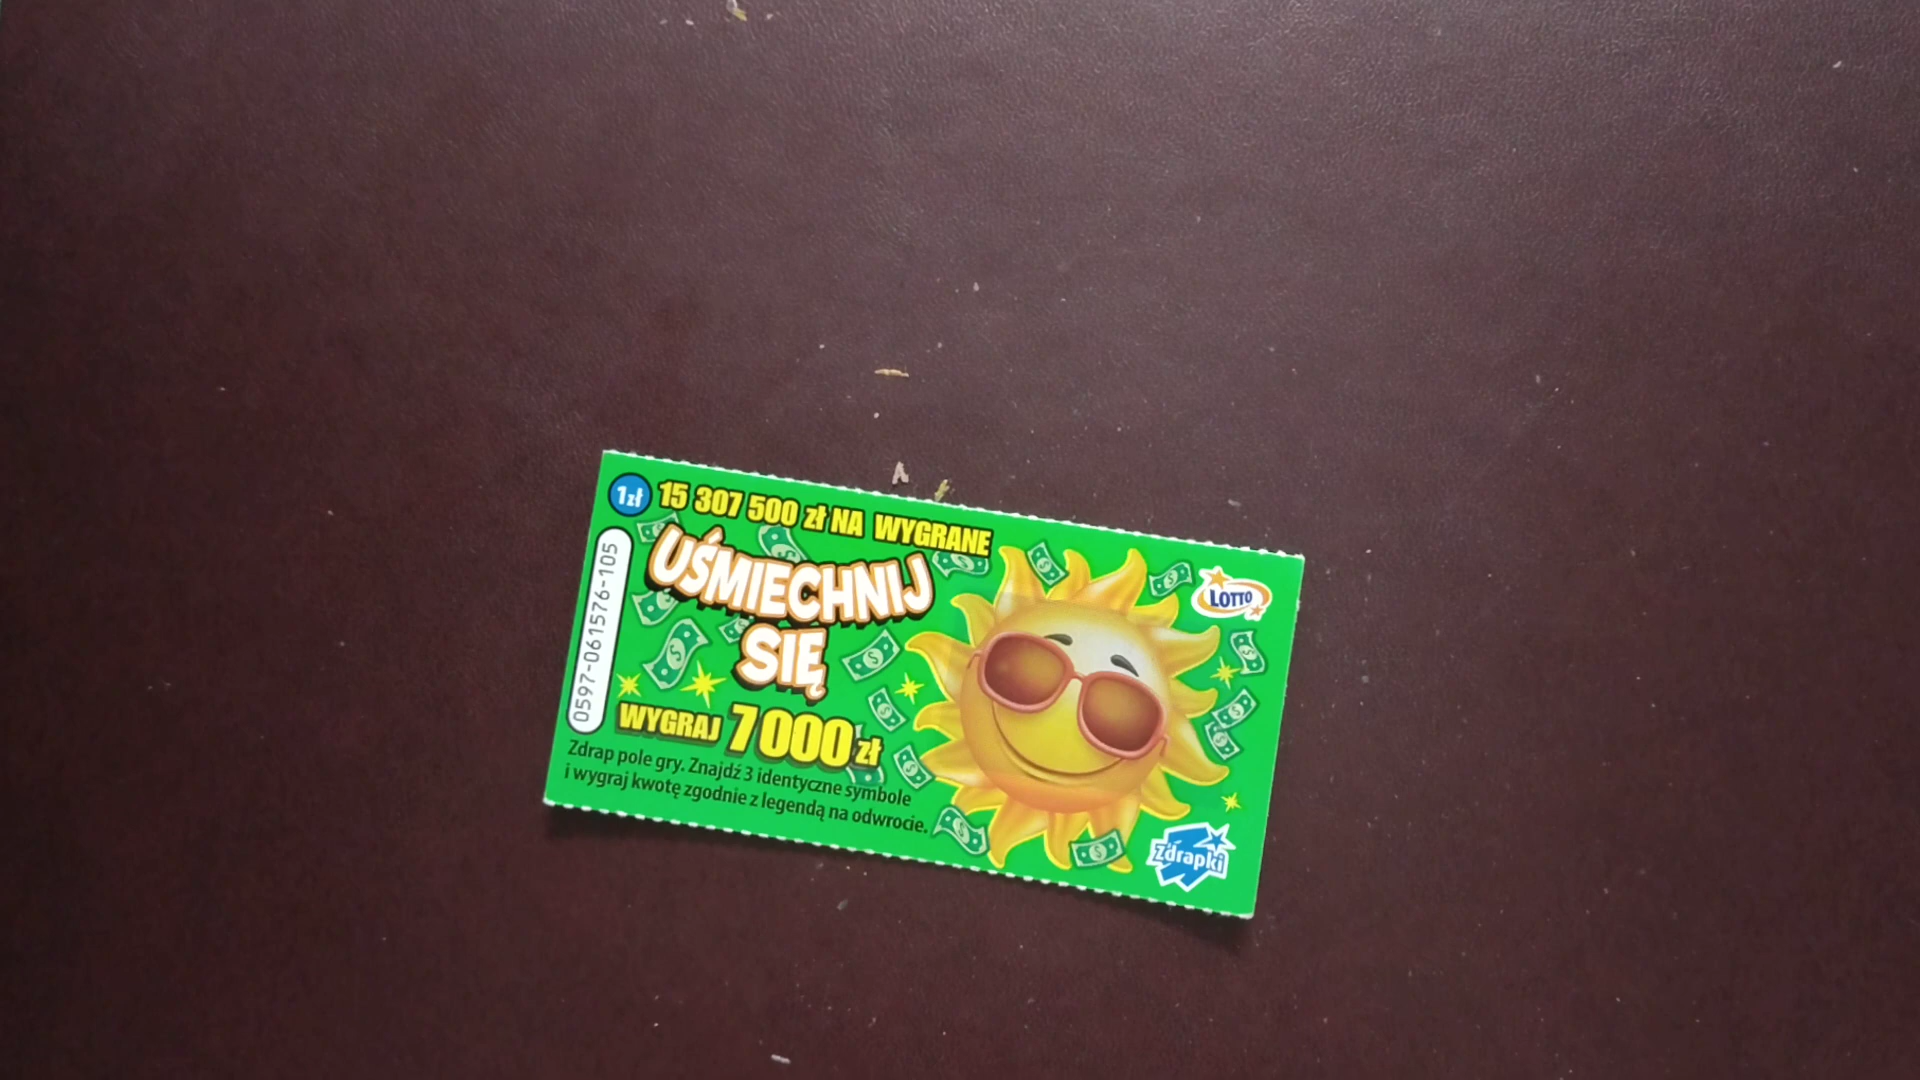 1zł
15 307 500 zł NA WYGRANE
UŚMIECHNIJ
SIĘ
0597-061576-105
WYGRAJ 7000 zł
Zdrap pole gry. Znajdź 3 identyczne symbole
i wygraj kwotę zgodnie z legendą na odwrocie.
LOTTO
Zdrapki